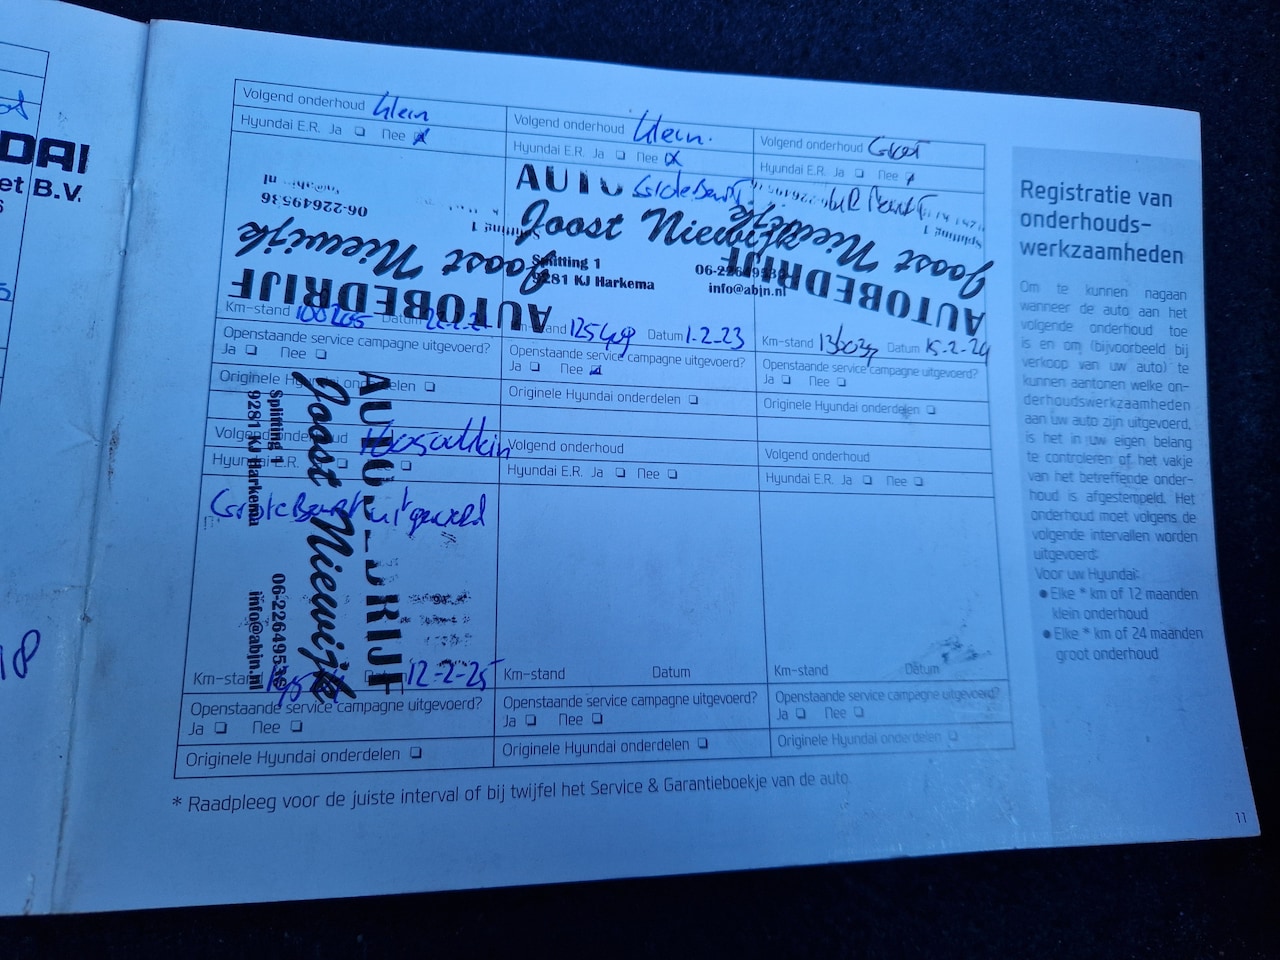 DAI
et B.V.
18
Volgend onderhoud klein
Hyundai E.R. Ja Nee
06-22649536
Joost Nieuwijk
AUTOBEDRIJF
Km-stand Datum
Openstaande service campagne uitgevoerd?
Ja Nee
Originele Hyundai onderdelen
Volgend onderhoud klein.
Hyundai E.R. Ja Nee
AUTO
Joost Nieuwijk
Splitting 1
9281 KJ Harkema
info@abjn.nl
Km-stand Datum 1-2-23
Openstaande service campagne uitgevoerd?
Ja Nee
Originele Hyundai onderdelen
Volgend onderhoud Groot
Hyundai E.R. Ja Nee
Splitting 1
Joost Nieuwijk
AUTOBEDRIJF
Km-stand Datum 15-2-24
Openstaande service campagne uitgevoerd?
Ja Nee
Originele Hyundai onderdelen
Volgend onderhoud
Hyundai E.R. Ja Nee
AUTOBEDRIJF
Joost Nieuwijk
Splitting 1
9281 KJ Harkema
info@abjn.nl
Km-stand 12-2-25
Openstaande service campagne uitgevoerd?
Ja Nee
Originele Hyundai onderdelen
Volgend onderhoud
Hyundai E.R. Ja Nee
Km-stand Datum
Openstaande service campagne uitgevoerd?
Ja Nee
Originele Hyundai onderdelen
Volgend onderhoud
Hyundai E.R. Ja Nee
Km-stand Datum
Openstaande service campagne uitgevoerd?
Ja Nee
Originele Hyundai onderdelen
* Raadpleeg voor de juiste interval of bij twijfel het Service & Garantieboekje van de auto.
Registratie van
onderhouds-
werkzaamheden
Om te kunnen nagaan
wanneer de auto aan het
volgende onderhoud toe
is en om (bijvoorbeeld bij
verkoop van uw auto) te
kunnen aantonen welke on-
derhoudswerkzaamheden
aan uw auto zijn uitgevoerd,
is het in uw eigen belang
te controleren of het vakje
van het betreffende onder-
houd is afgestempeld. Het
onderhoud moet volgens de
volgende intervallen worden
uitgevoerd:
Voor uw Hyundai:
● Elke * km of 12 maanden
klein onderhoud
● Elke * km of 24 maanden
groot onderhoud
11